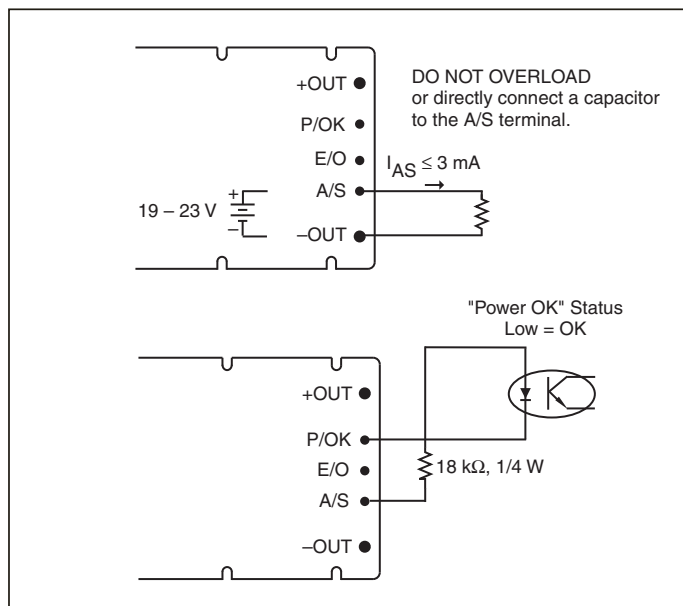 +OUT
DO NOT OVERLOAD
or directly connect a capacitor
to the A/S terminal.
P/OK
E/O
IAS ≤ 3 mA
A/S
+
19 – 23 V
–
–OUT
"Power OK" Status
Low = OK
+OUT
P/OK
E/O
18 kΩ, 1/4 W
A/S
–OUT